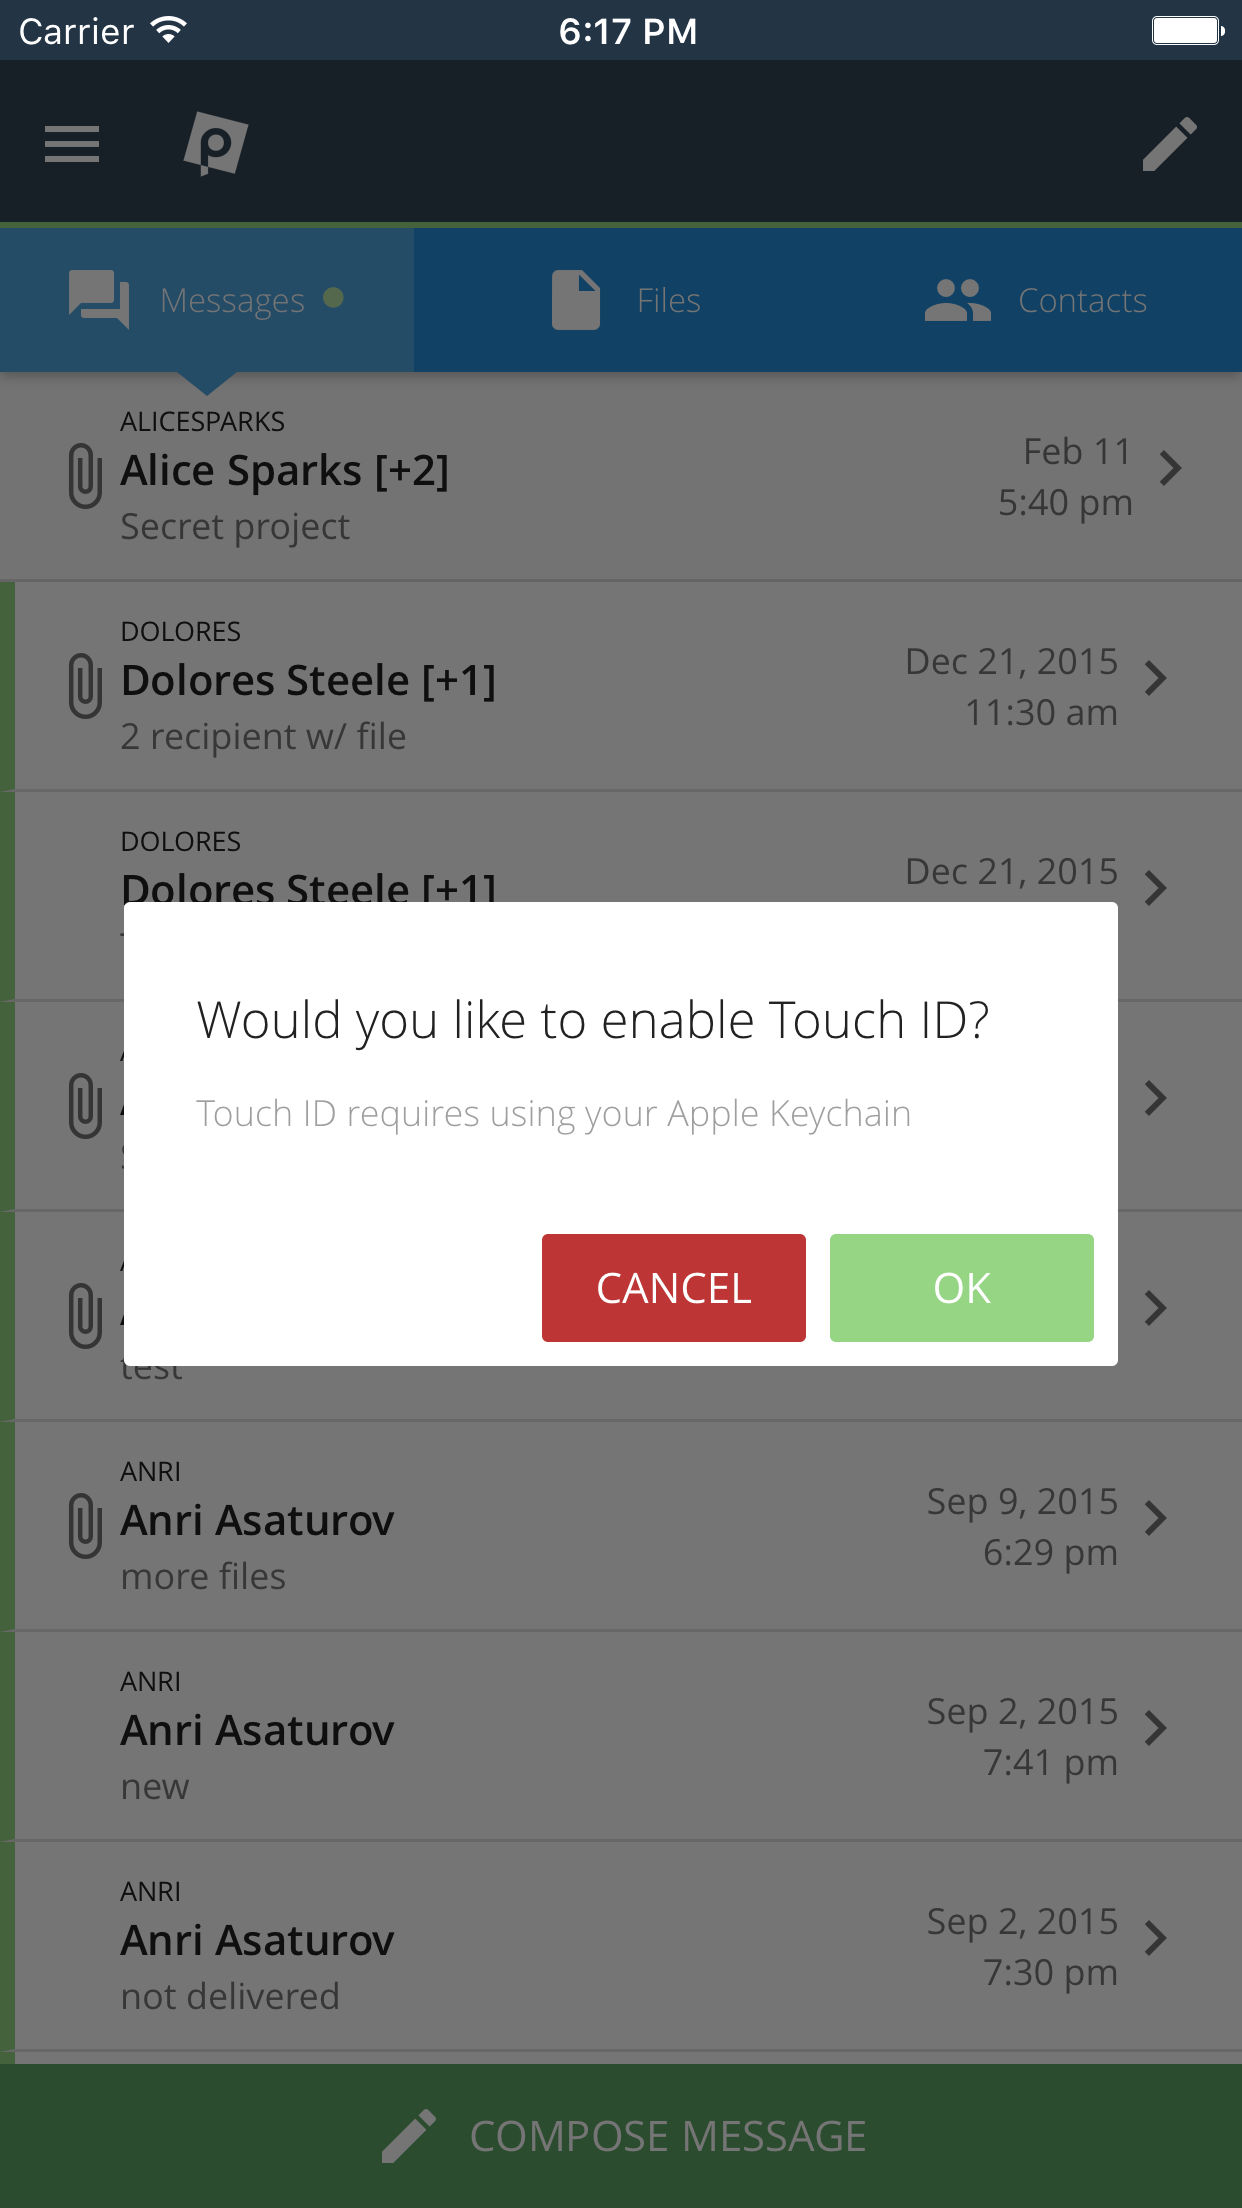 Carrier
6:17 PM
Messages
Files
Contacts
ALICESPARKS
Alice Sparks [+2]
Secret project
Feb 11
5:40 pm
DOLORES
Dolores Steele [+1]
2 recipient w/ file
Dec 21, 2015
11:30 am
DOLORES
Dolores Steele [+1]
Dec 21, 2015
Would you like to enable Touch ID?
Touch ID requires using your Apple Keychain
CANCEL
OK
test
ANRI
Anri Asaturov
more files
Sep 9, 2015
6:29 pm
ANRI
Anri Asaturov
new
Sep 2, 2015
7:41 pm
ANRI
Anri Asaturov
not delivered
Sep 2, 2015
7:30 pm
COMPOSE MESSAGE